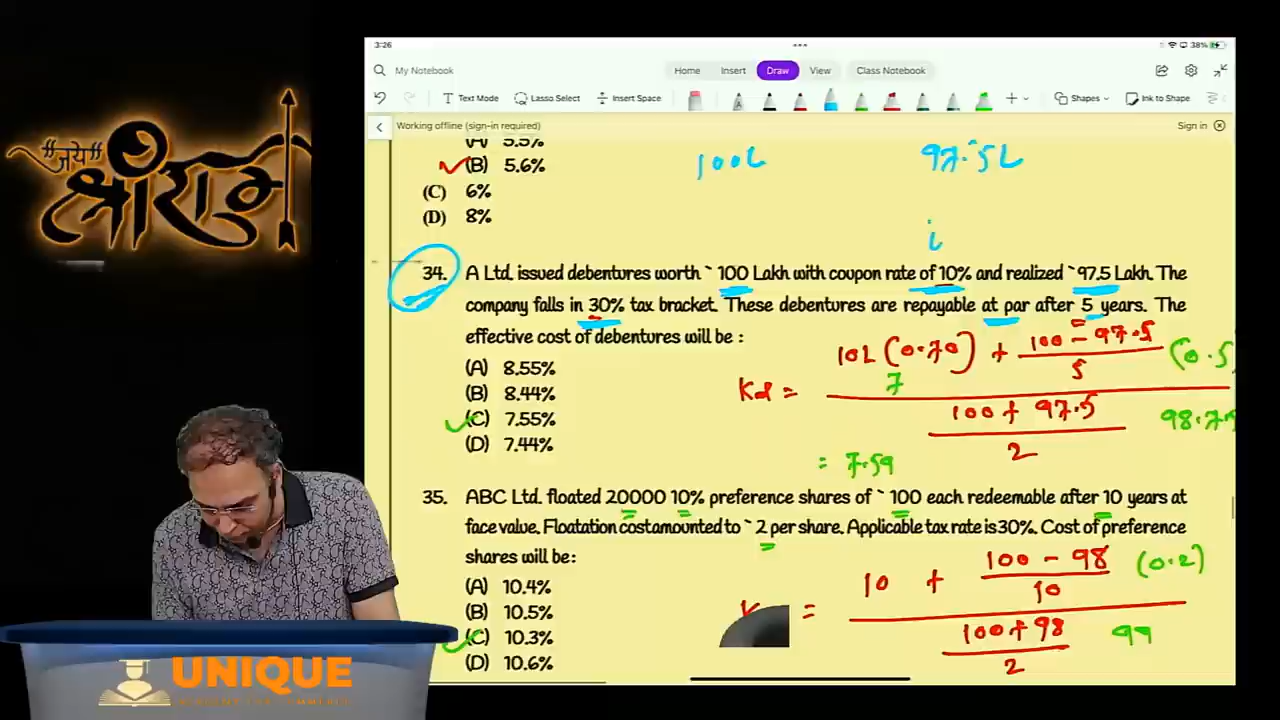 3:26
38%
My Notebook
Home Insert Draw View Class Notebook
Text Mode Lasso Select Insert Space Shapes Ink to Shape
Working offline (sign-in required) Sign in
(A) 5.5%
(B) 5.6%
(C) 6%
(D) 8%
100L 97.5L
i
34. A Ltd. issued debentures worth ` 100 Lakh with coupon rate of 10% and realized ` 97.5 Lakh. The
company falls in 30% tax bracket. These debentures are repayable at par after 5 years. The
effective cost of debentures will be :
(A) 8.55%
(B) 8.44%
(C) 7.55%
(D) 7.44%
Kd = 10L (0.70) + 100 - 97.5 (0.5
7 5
100 + 97.5 98.75
2
= 7.59
35. ABC Ltd. floated 20000 10% preference shares of ` 100 each redeemable after 10 years at
face value. Floatation costamounted to ` 2 per share. Applicable tax rate is 30%. Cost of preference
shares will be:
(A) 10.4%
(B) 10.5%
(C) 10.3%
(D) 10.6%
= 10 + 100 - 98 (0.2)
10
100 + 98 99
2
"जय"
श्री राम
UNIQUE